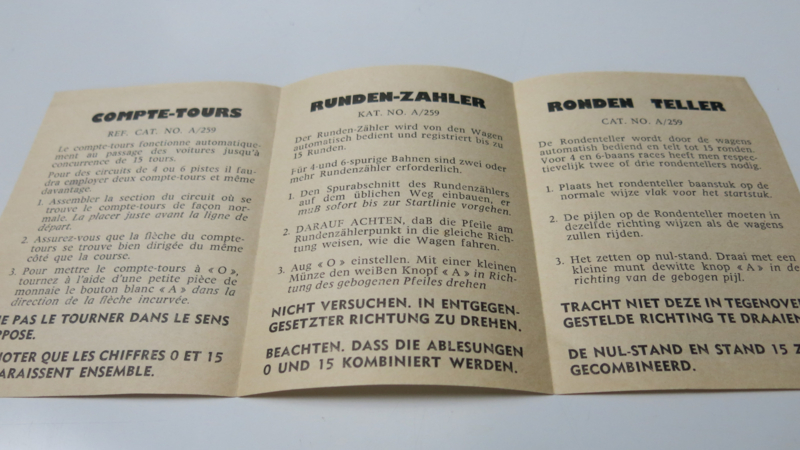 COMPTE-TOURS
REF. CAT. NO. A/259
Le compte-tours fonctionne automatique-
ment au passage des voitures jusqu'à
concurrence de 15 tours.
Pour des circuits de 4 ou 6 pistes il fau-
dra employer deux compte-tours et même
davantage.
1. Assembler la section du circuit où se
trouve le compte-tours de façon nor-
male. La placer juste avant la ligne de
départ.
2. Assurez-vous que la flèche du compte-
tours se trouve bien dirigée du même
côté que la course.
3. Pour mettre le compte-tours à « O »,
tournez à l'aide d'une petite pièce de
monnaie le bouton blanc « A » dans la
direction de la flèche incurvée.
NE PAS LE TOURNER DANS LE SENS
PPOSE.
NOTER QUE LES CHIFFRES 0 ET 15
ARAISSENT ENSEMBLE.
RUNDEN-ZAHLER
KAT. NO. A/259
Der Runden-Zähler wird von den Wagen
automatisch bedient und registriert bis zu
15 Runden.
Für 4-und 6-spurige Bahnen sind zwei oder
mehr Rundenzähler erforderlich.
1. Den Spurabschnitt des Rundenzählers
auf dem üblichen Weg einbauen, er
muß sofort bis zur Startlinie vorgehen.
2. DARAUF ACHTEN, daB die Pfeile am
Rundenzählerpunkt in die gleiche Rich-
tung weisen, wie die Wagen fahren.
3. Aug « O » einstellen. Mit einer kleinen
Münze den weißen Knopf « A » in Rich-
tung des gebogenen Pfeiles drehen
NICHT VERSUCHEN. IN ENTGEGEN-
GESETZTER RICHTUNG ZU DREHEN.
BEACHTEN. DASS DIE ABLESUNGEN
0 UND 15 KOMBINIERT WERDEN.
RONDEN TELLER
CAT. NO. A/259
De Rondenteller wordt door de wagens
automatish bediend en telt tot 15 ronden.
Voor 4 en 6-baans races heeft men respec-
tievelijk twee of drie rondentellers nodig.
1. Plaats het rondenteller baanstuk op de
normale wijze vlak voor het startstuk.
2. De pijlen op de Rondenteller moeten in
dezelfde richting wijzen als de wagens
zullen rijden.
3. Het zetten op nul-stand. Draai met een
kleine munt dewitte knop « A » in de
richting van de gebogen pijl.
TRACHT NIET DEZE IN TEGENOVER
GESTELDE RICHTING TE DRAAIEN
DE NUL-STAND EN STAND 15 Z
GECOMBINEERD.